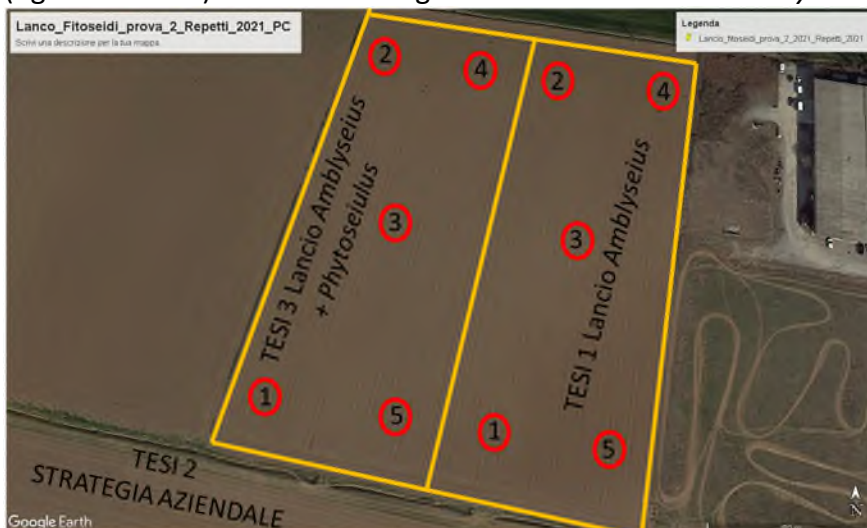 Lanco_Fitoseidi_prova_2_Repetti_2021_PC
Scrivi una descrizione per la tua mappa.
Legenda
Lancio_fitoseidi_prova_2_2021_Repetti_2021
2
4
2
4
3
3
TESI 3 Lancio Amblyseius
+ Phytoseiulus
TESI 1 Lancio Amblyseius
1
5
1
5
TESI 2
STRATEGIA AZIENDALE
Google Earth
N